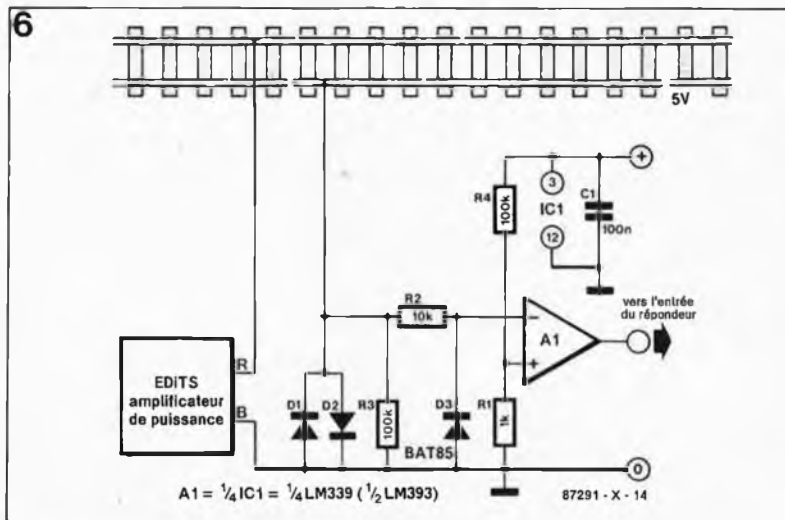 6
5V
R4
100k
3
IC1
12
C1
100n
R2
10k
vers l'entrée
du répondeur
−
A1
+
EDiTS
amplificateur
de puissance
R
B
D1
D2
R3
100k
D3
R1
1k
BAT85
+
0
A1 = ¼ IC1 = ¼ LM339 ( ½ LM393)
87291 - X - 14